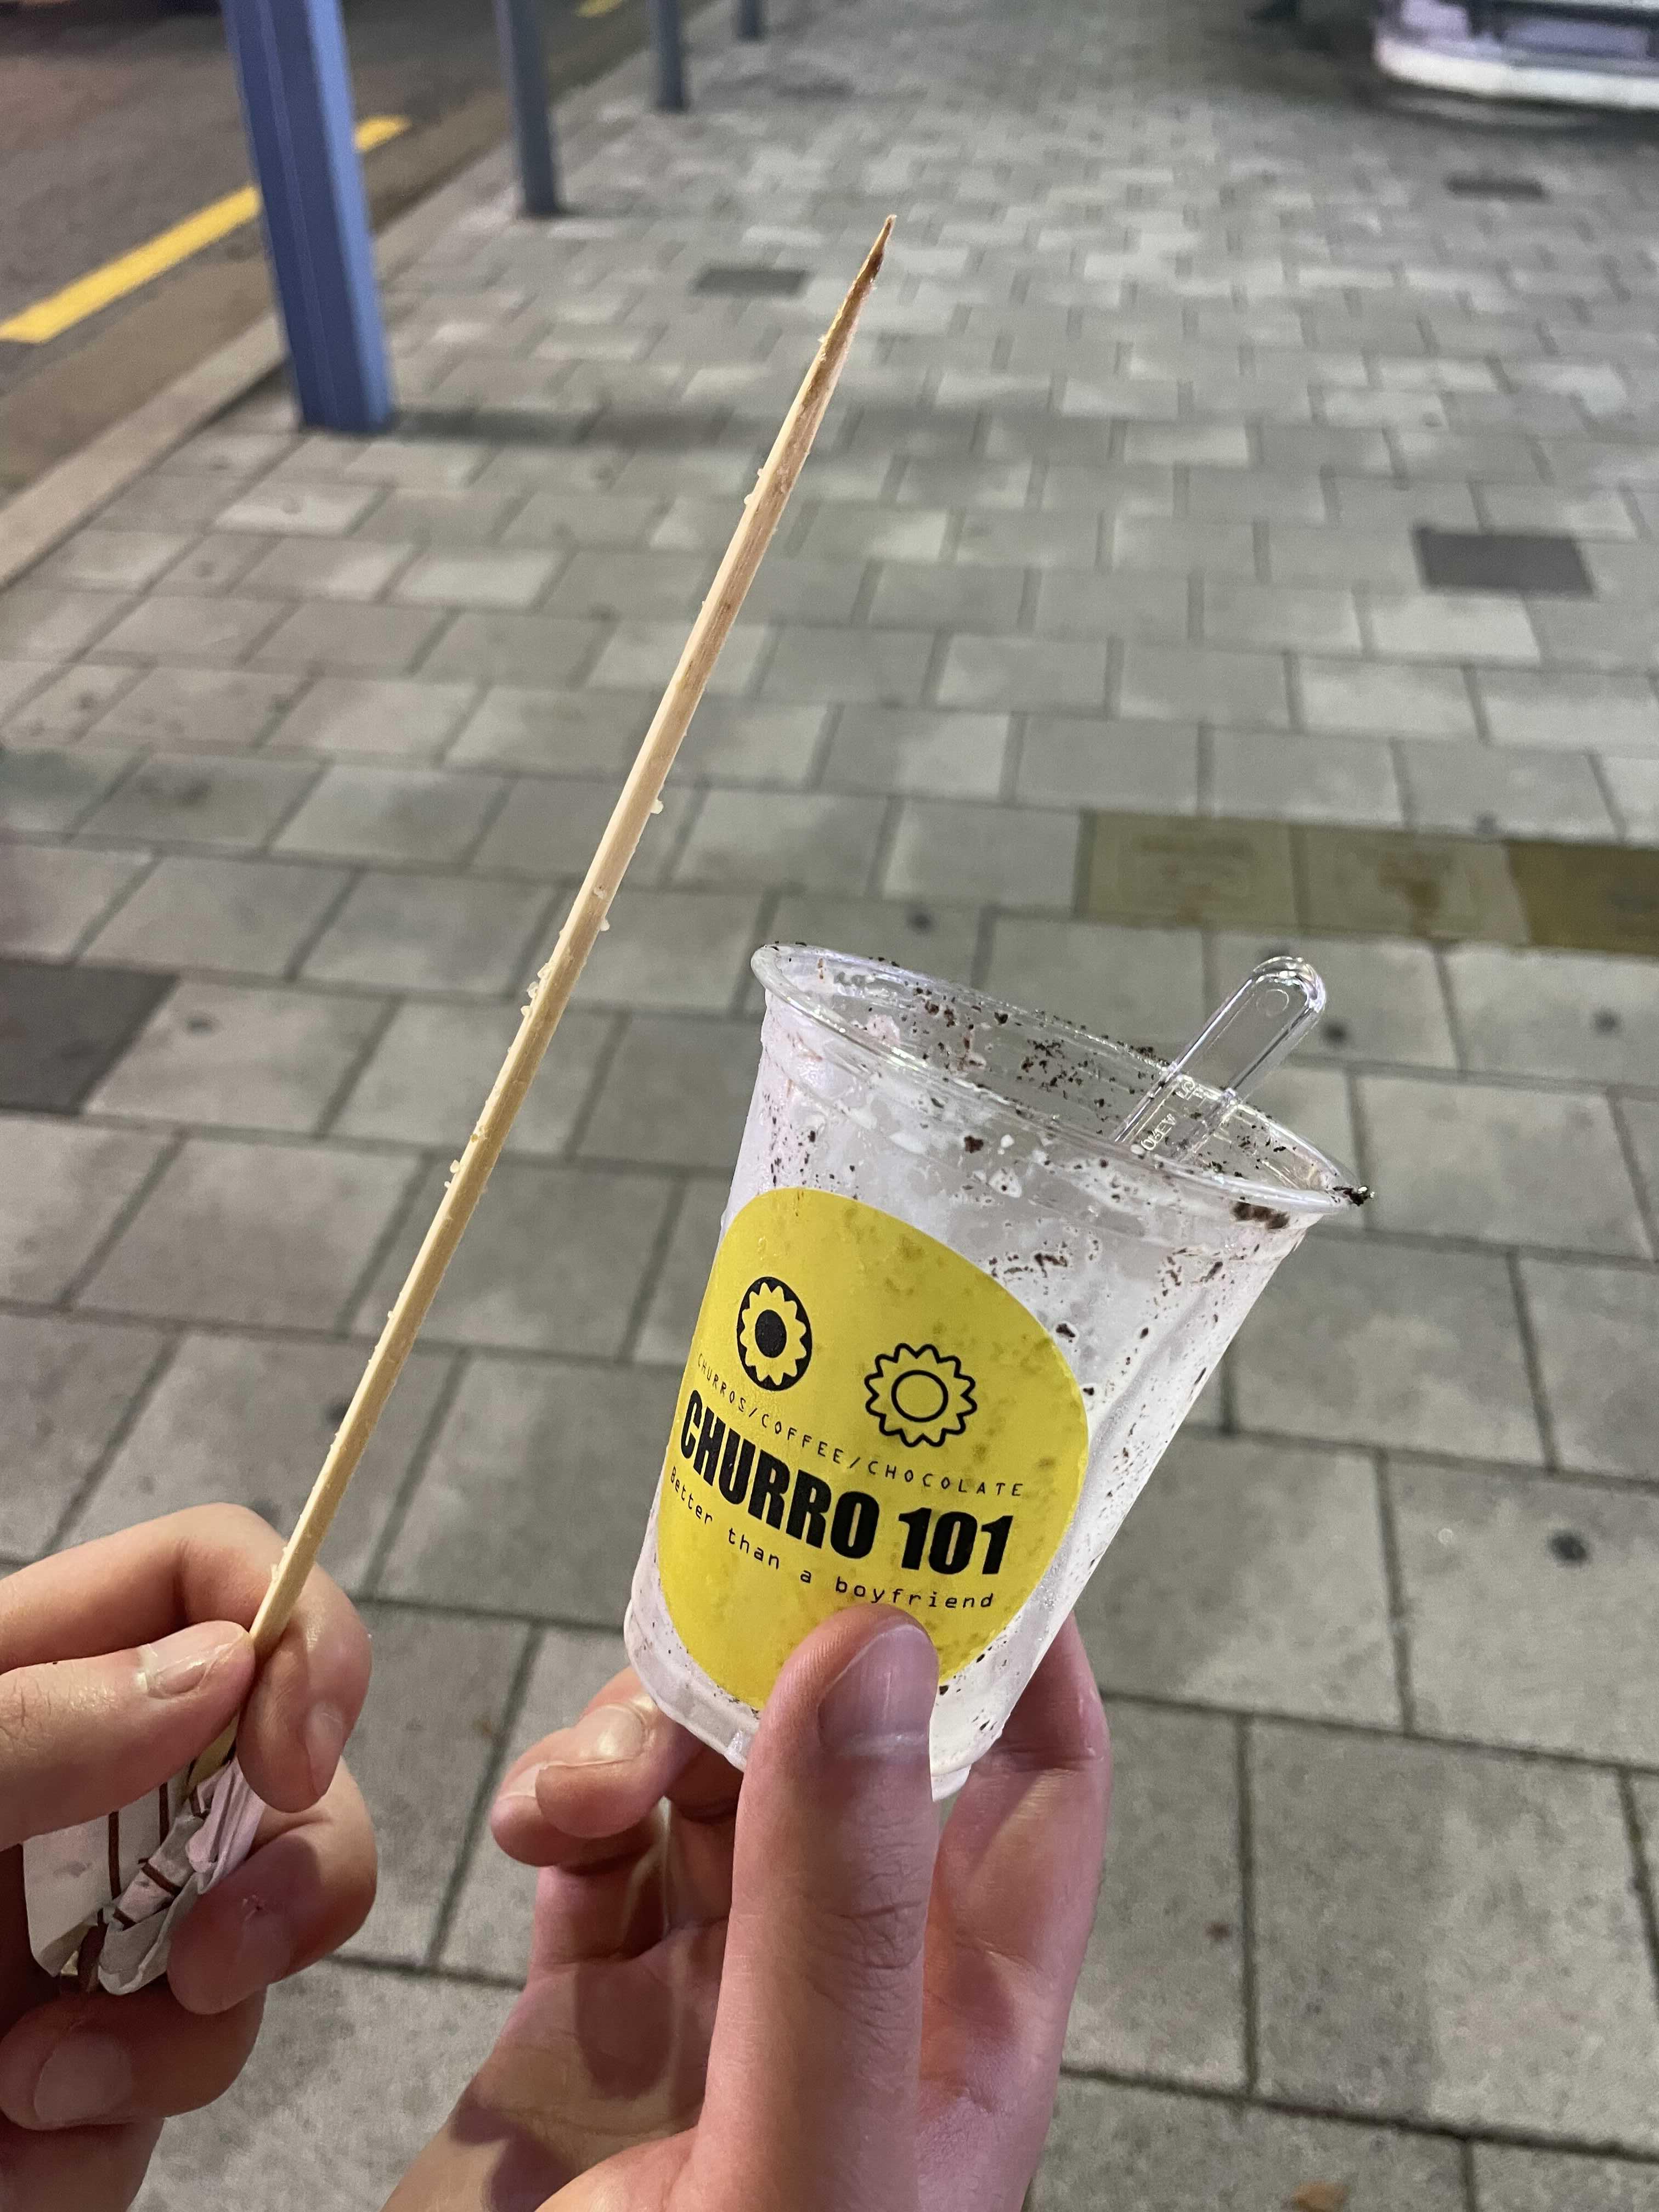 CHURROS/COFFEE/CHOCOLATE
CHURRO 101
Better than a boyfriend